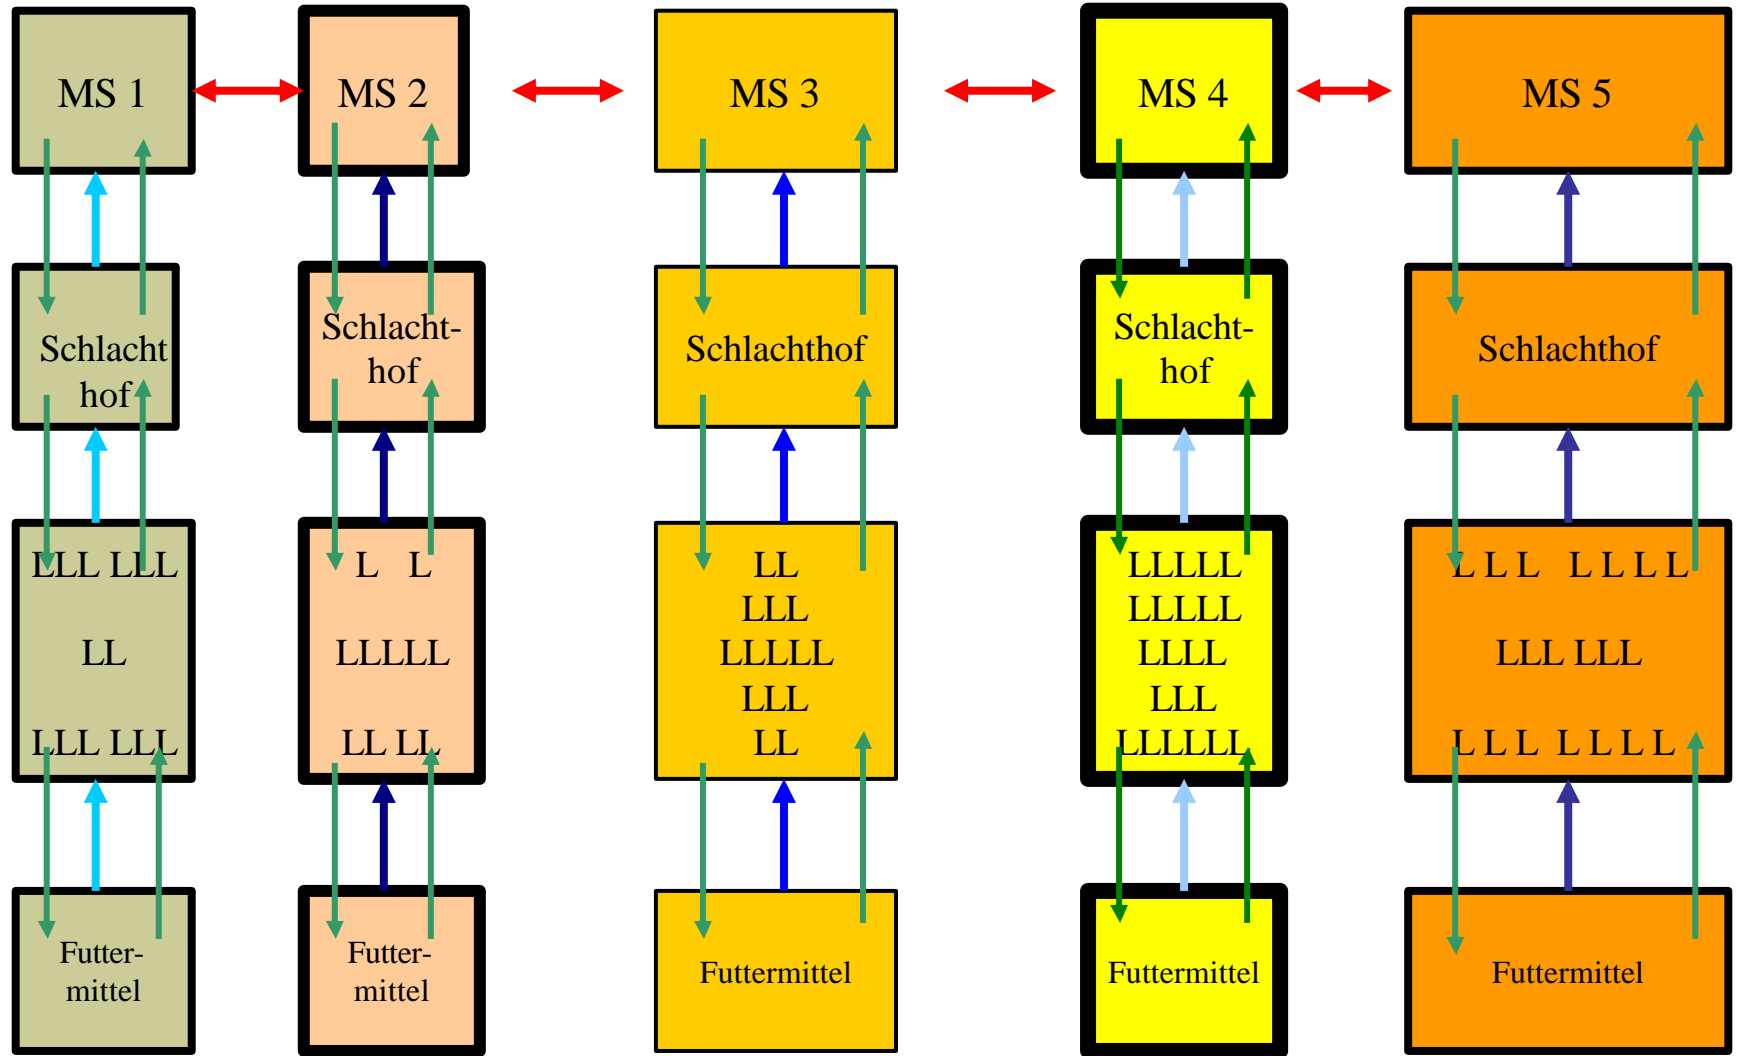 MS 1
MS 2
MS 3
MS 4
MS 5
Schlacht
hof
Schlacht-
hof
Schlachthof
Schlacht-
hof
Schlachthof
LLL LLL
LL
LLL LLL
L L
LLLLL
LL LL
LL
LLL
LLLLL
LLL
LL
LLLLL
LLLLL
LLLL
LLL
LLLLLL
L L L L L L L
LLL LLL
L L L L L L L
Futter-
mittel
Futter-
mittel
Futtermittel
Futtermittel
Futtermittel